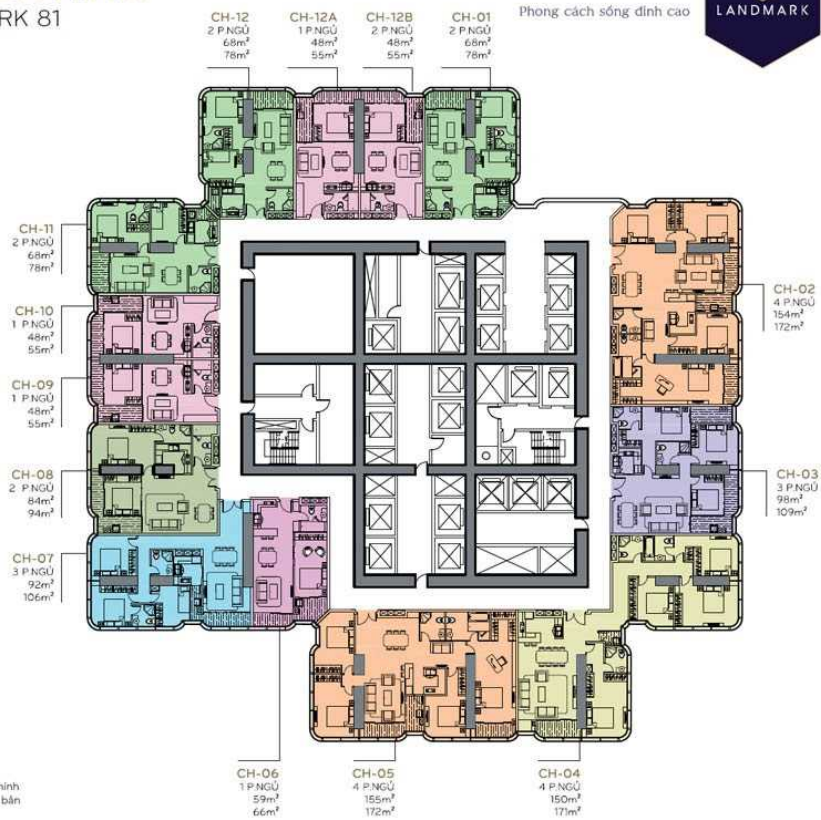 RK 81
Phong cách sống đỉnh cao
LANDMARK
CH-12
2 P.NGỦ
68m²
78m²
CH-12A
1 P.NGỦ
48m²
55m²
CH-12B
2 P.NGỦ
48m²
55m²
CH-01
2 P.NGỦ
68m²
78m²
CH-11
2 P.NGỦ
68m²
78m²
CH-10
1 P.NGỦ
48m²
55m²
CH-09
1 P.NGỦ
48m²
55m²
CH-08
2 P.NGỦ
84m²
94m²
CH-07
3 P.NGỦ
92m²
106m²
CH-02
4 P.NGỦ
154m²
172m²
CH-03
3 P.NGỦ
98m²
109m²
CH-06
1 P.NGỦ
59m²
66m²
CH-05
4 P.NGỦ
155m²
172m²
CH-04
4 P.NGỦ
150m²
171m²
bán